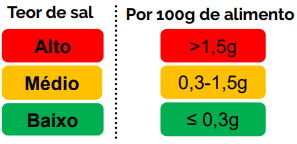 Teor de sal Por 100g de alimento
Alto >1,5g
Médio 0,3-1,5g
Baixo ≤ 0,3g